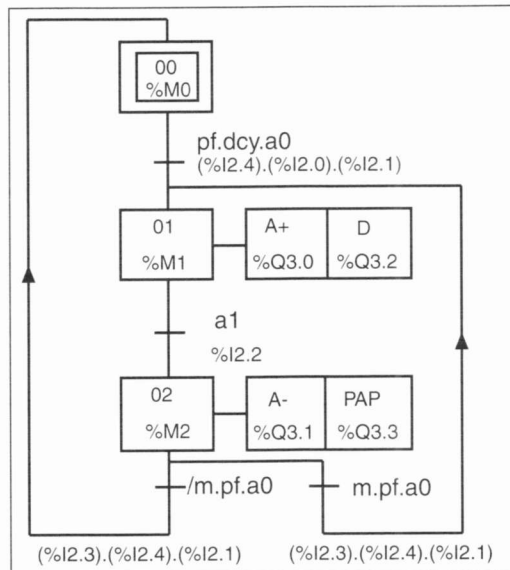 00
%M0
pf.dcy.a0
(%I2.4).(%I2.0).(%I2.1)
01
%M1
A+
D
%Q3.0
%Q3.2
a1
%I2.2
02
%M2
A-
PAP
%Q3.1
%Q3.3
/m.pf.a0
m.pf.a0
(%I2.3).(%I2.4).(%I2.1)
(%I2.3).(%I2.4).(%I2.1)